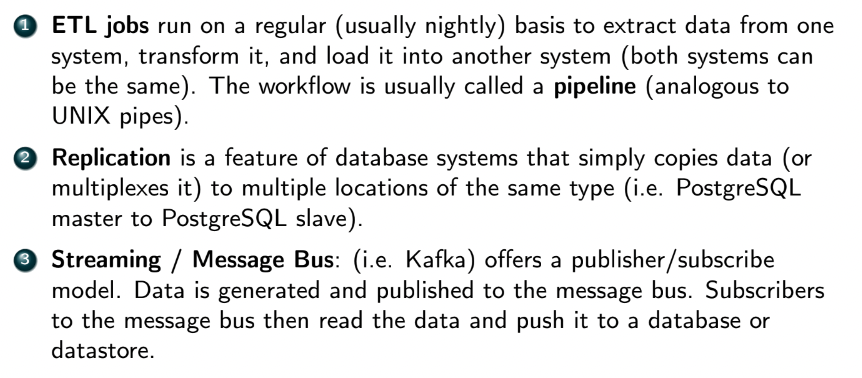 1 ETL jobs run on a regular (usually nightly) basis to extract data from one
system, transform it, and load it into another system (both systems can
be the same). The workflow is usually called a pipeline (analogous to
UNIX pipes).
2 Replication is a feature of database systems that simply copies data (or
multiplexes it) to multiple locations of the same type (i.e. PostgreSQL
master to PostgreSQL slave).
3 Streaming / Message Bus: (i.e. Kafka) offers a publisher/subscribe
model. Data is generated and published to the message bus. Subscribers
to the message bus then read the data and push it to a database or
datastore.